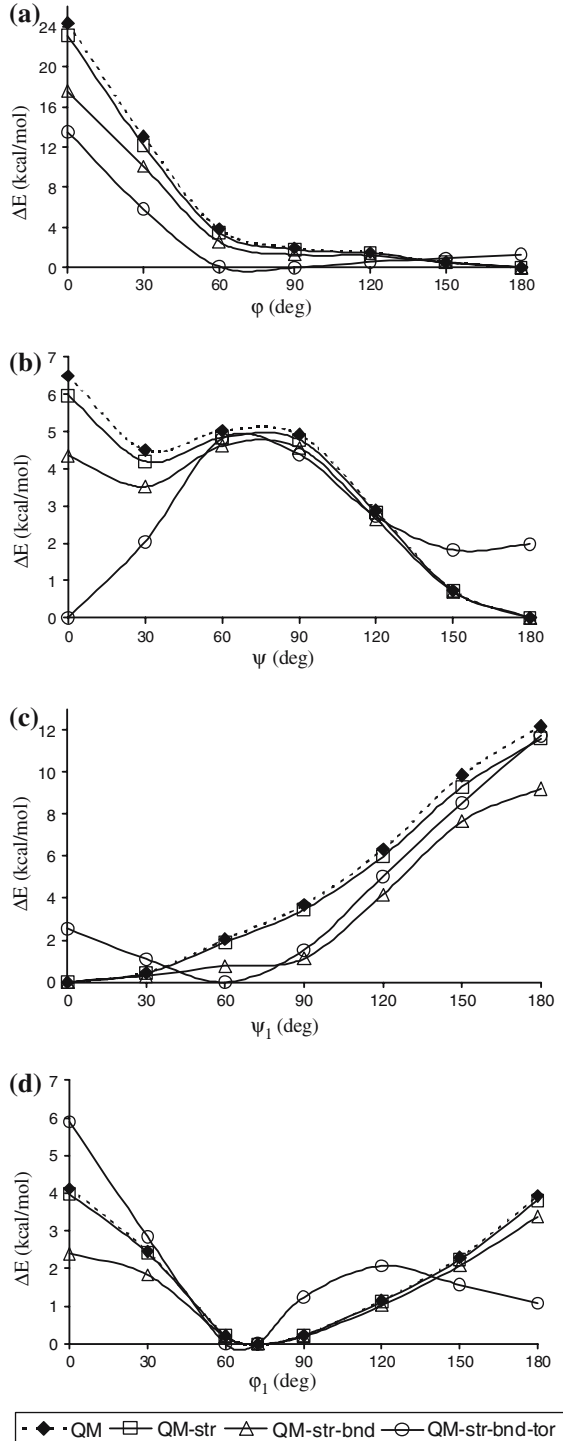 (a)
24
20
16
12
8
4
0
ΔE (kcal/mol)
0 30 60 90 120 150 180
φ (deg)
(b)
7
6
5
4
3
2
1
0
ΔE (kcal/mol)
0 30 60 90 120 150 180
ψ (deg)
(c)
12
10
8
6
4
2
0
ΔE (kcal/mol)
0 30 60 90 120 150 180
ψ1 (deg)
(d)
7
6
5
4
3
2
1
0
ΔE (kcal/mol)
0 30 60 90 120 150 180
φ1 (deg)
QM QM-str QM-str-bnd QM-str-bnd-tor